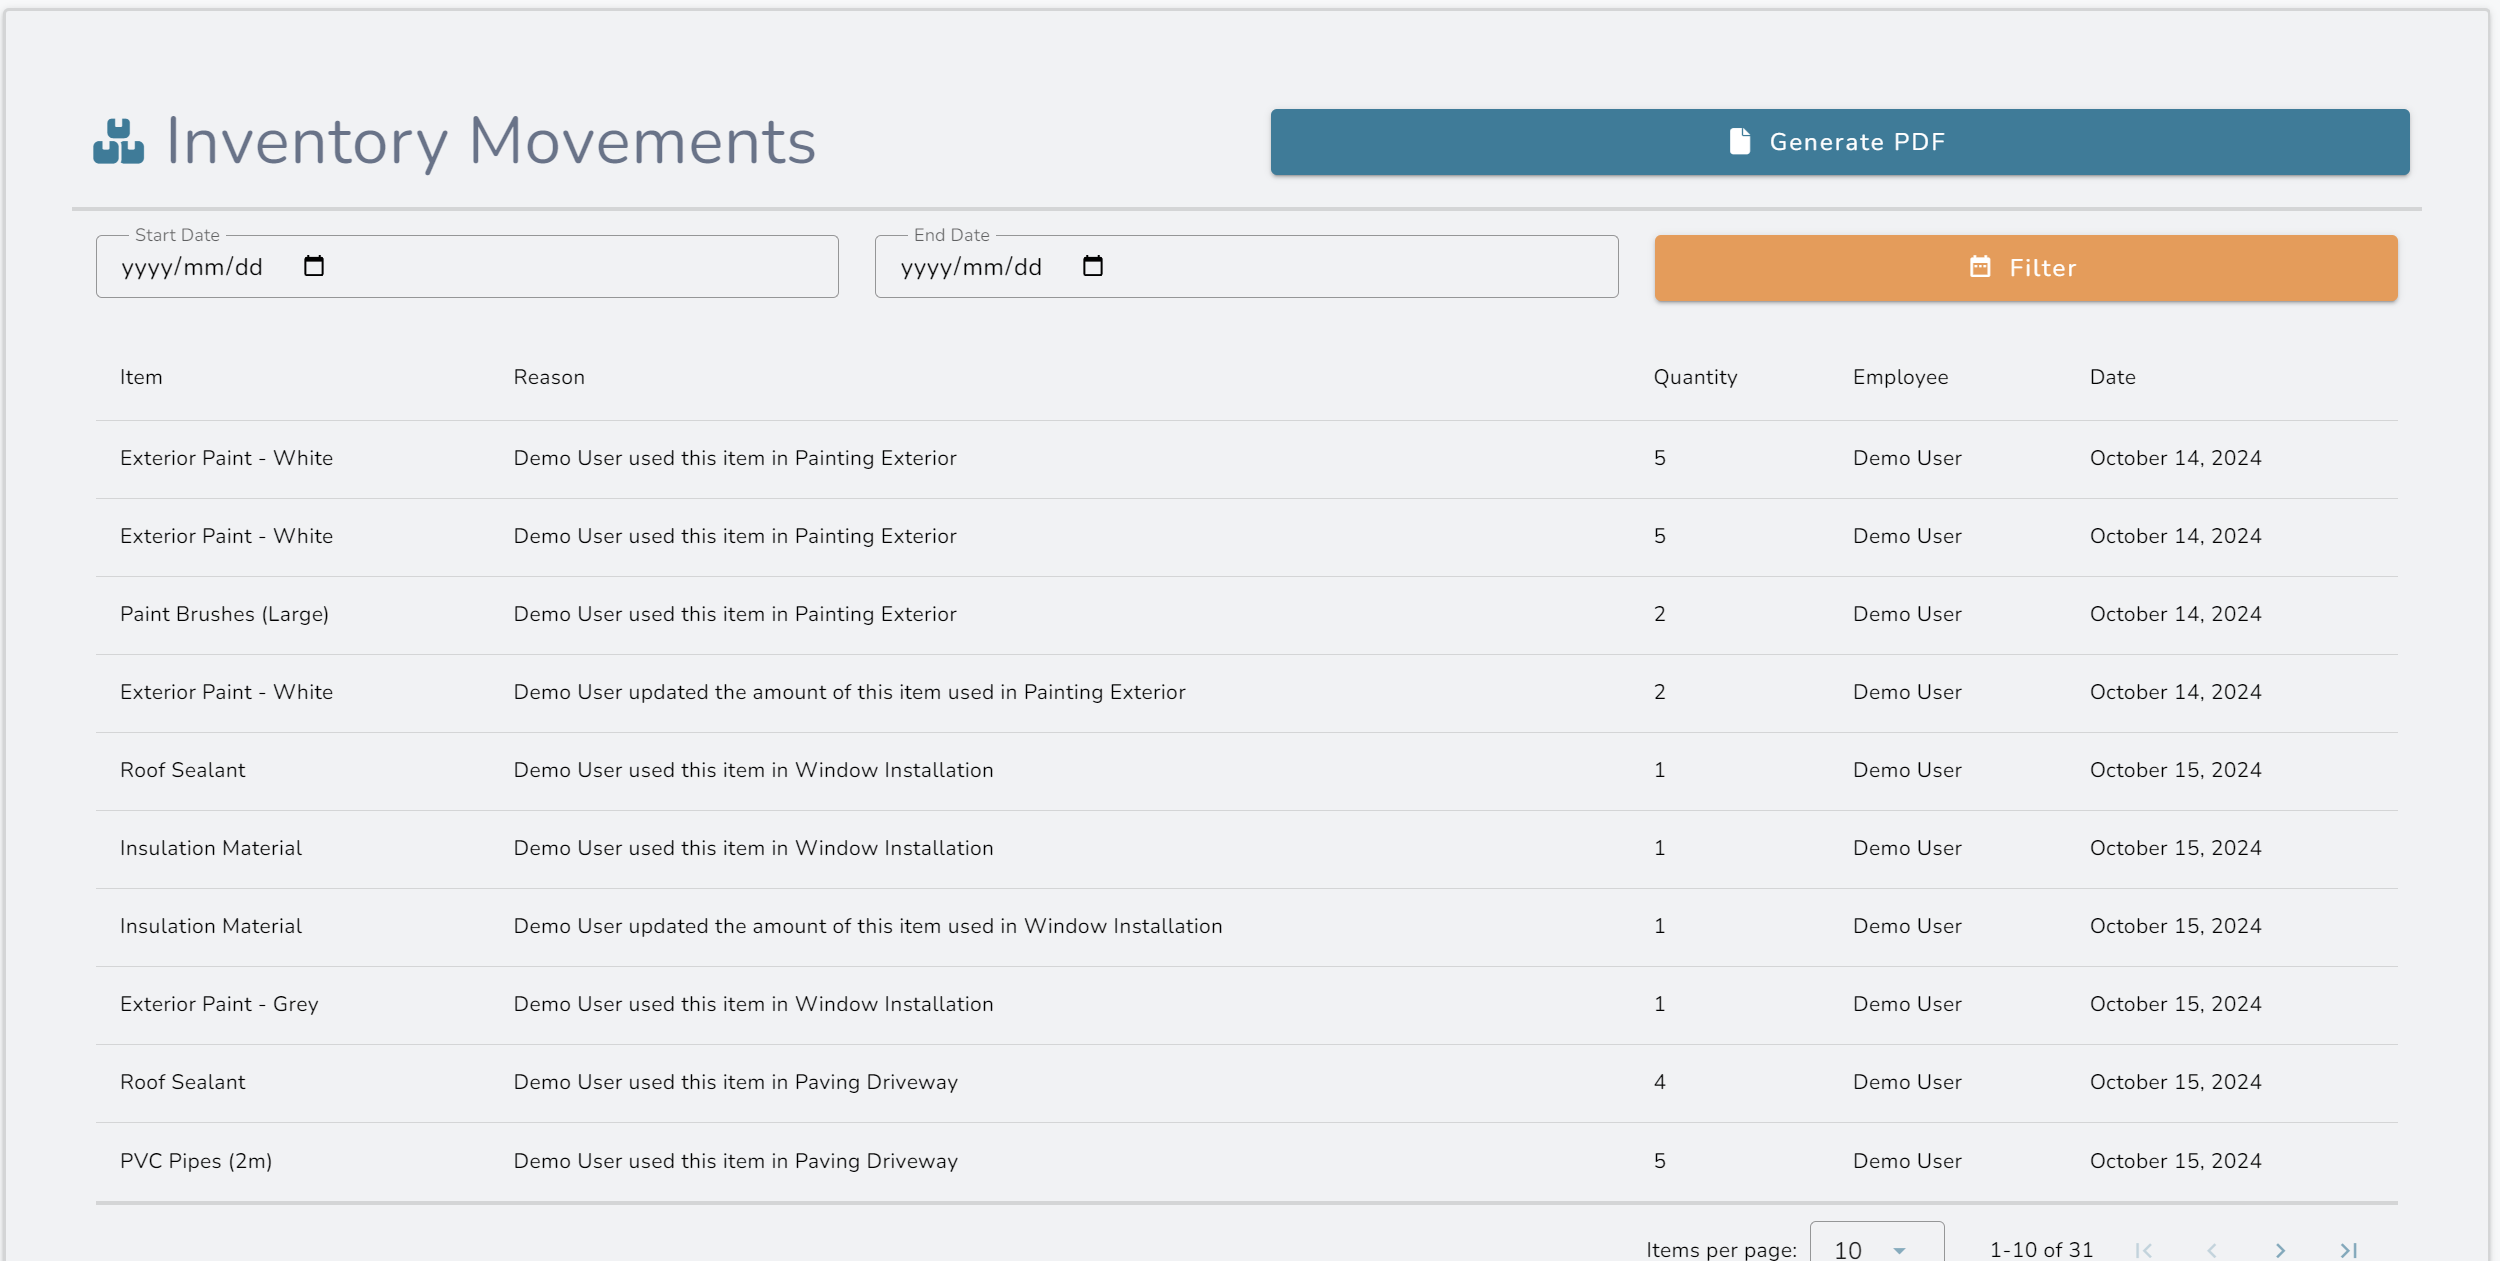 Inventory Movements
Generate PDF
Start Date
End Date
yyyy/mm/dd
yyyy/mm/dd
Filter
Item Reason Quantity Employee Date
Exterior Paint - White Demo User used this item in Painting Exterior 5 Demo User October 14, 2024
Exterior Paint - White Demo User used this item in Painting Exterior 5 Demo User October 14, 2024
Paint Brushes (Large) Demo User used this item in Painting Exterior 2 Demo User October 14, 2024
Exterior Paint - White Demo User updated the amount of this item used in Painting Exterior 2 Demo User October 14, 2024
Roof Sealant Demo User used this item in Window Installation 1 Demo User October 15, 2024
Insulation Material Demo User used this item in Window Installation 1 Demo User October 15, 2024
Insulation Material Demo User updated the amount of this item used in Window Installation 1 Demo User October 15, 2024
Exterior Paint - Grey Demo User used this item in Window Installation 1 Demo User October 15, 2024
Roof Sealant Demo User used this item in Paving Driveway 4 Demo User October 15, 2024
PVC Pipes (2m) Demo User used this item in Paving Driveway 5 Demo User October 15, 2024
Items per page: 10 1-10 of 31